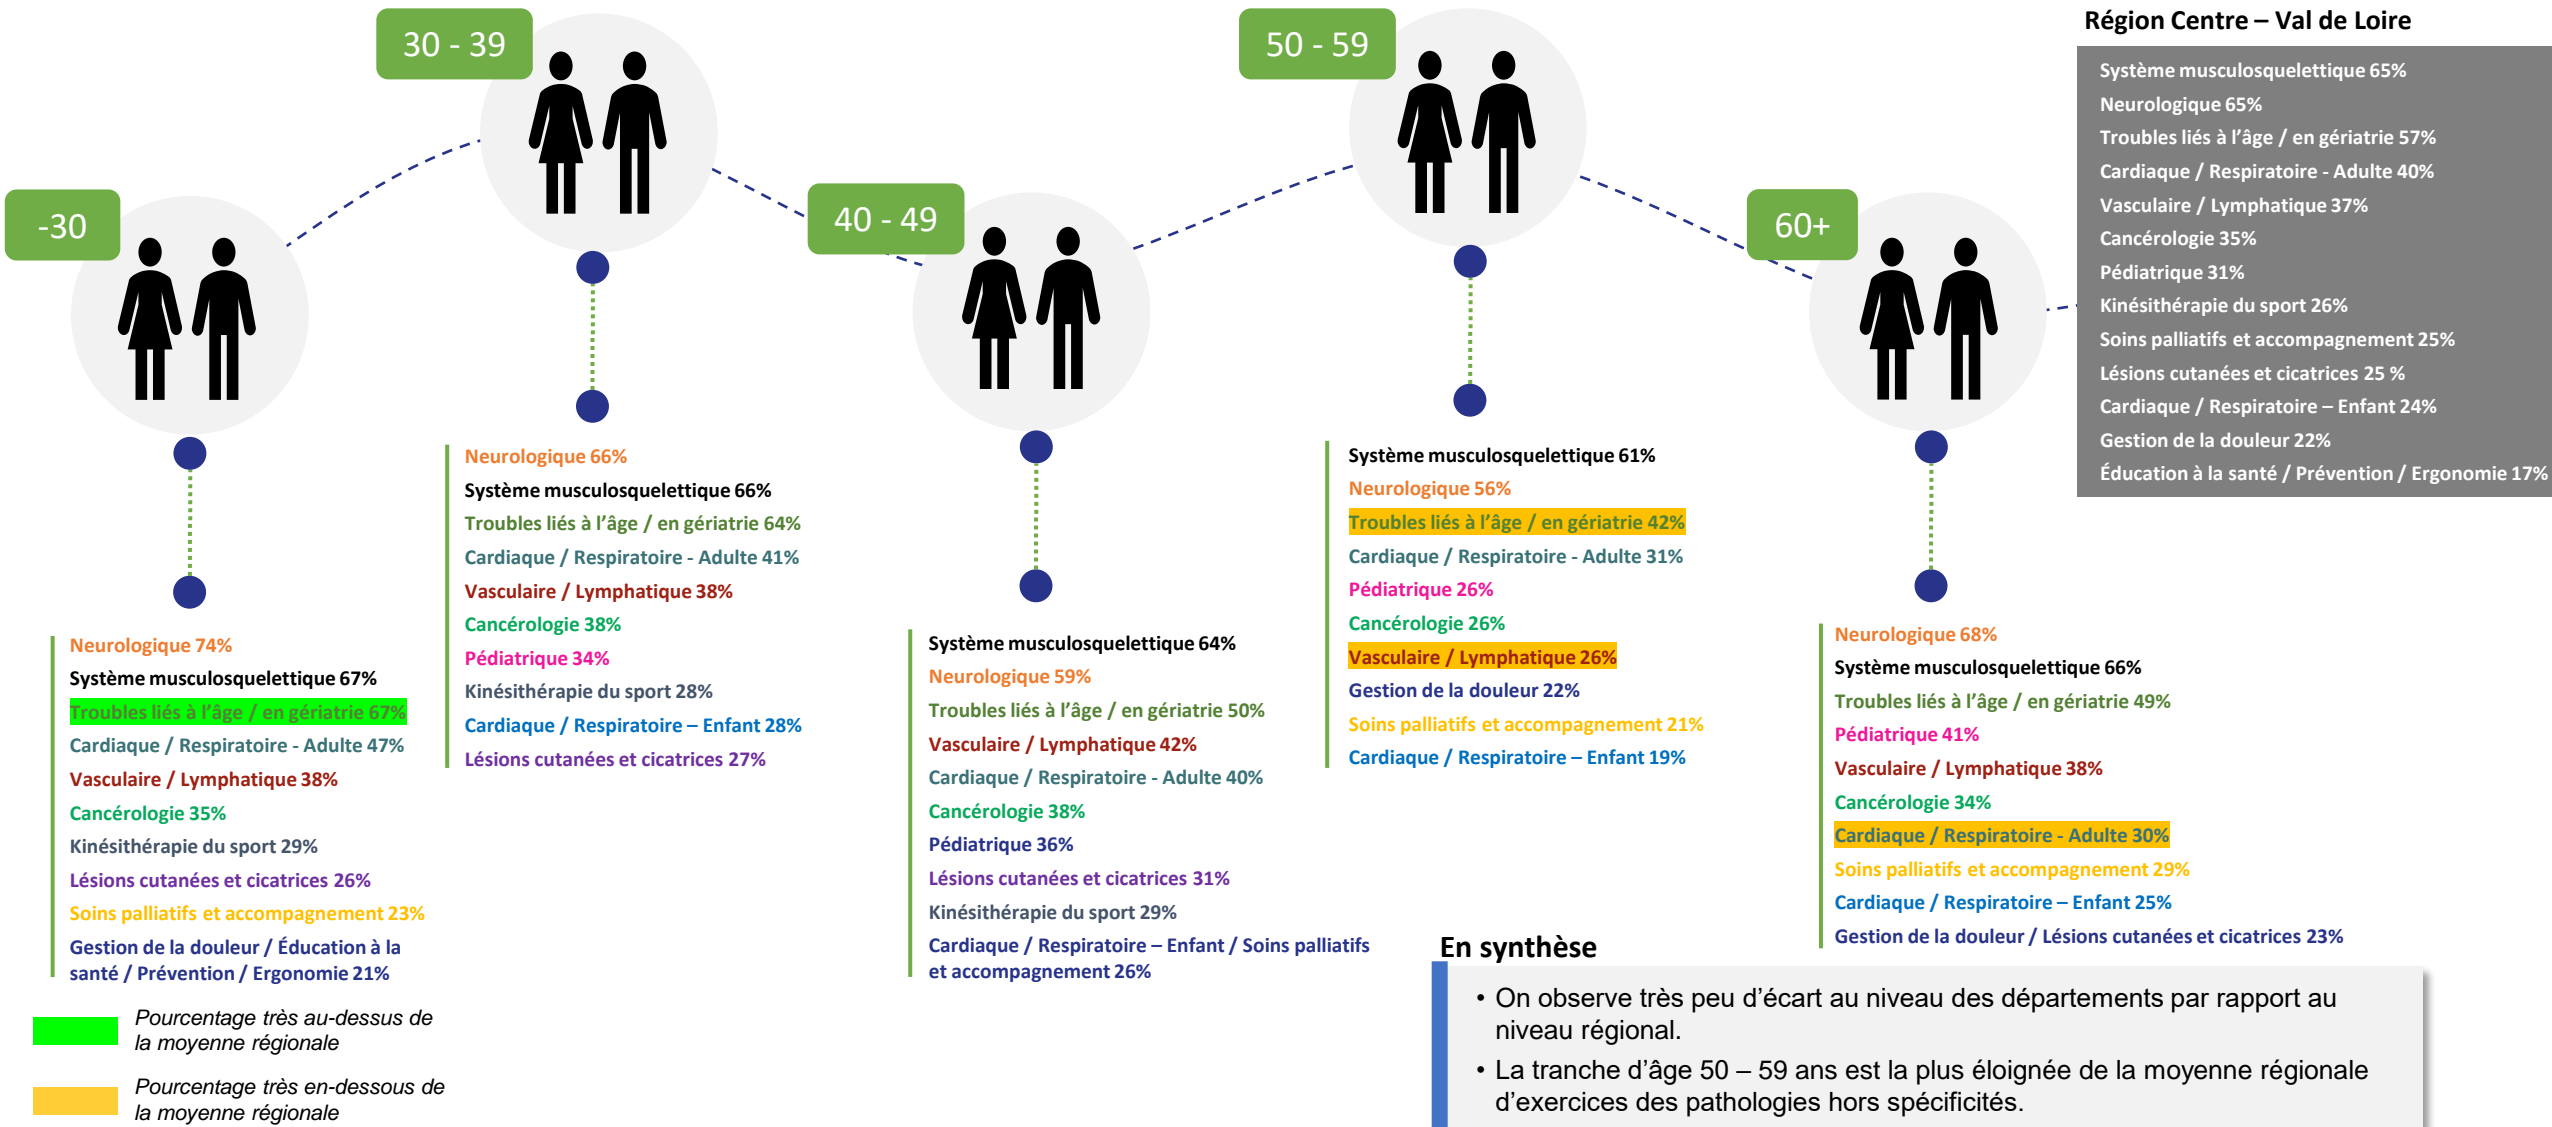 -30
Neurologique 74%
Système musculosquelettique 67%
Troubles liés à l’âge / en gériatrie 67%
Cardiaque / Respiratoire - Adulte 47%
Vasculaire / Lymphatique 38%
Cancérologie 35%
Kinésithérapie du sport 29%
Lésions cutanées et cicatrices 26%
Soins palliatifs et accompagnement 23%
Gestion de la douleur / Éducation à la
santé / Prévention / Ergonomie 21%
30 - 39
Neurologique 66%
Système musculosquelettique 66%
Troubles liés à l’âge / en gériatrie 64%
Cardiaque / Respiratoire - Adulte 41%
Vasculaire / Lymphatique 38%
Cancérologie 38%
Pédiatrique 34%
Kinésithérapie du sport 28%
Cardiaque / Respiratoire – Enfant 28%
Lésions cutanées et cicatrices 27%
40 - 49
Système musculosquelettique 64%
Neurologique 59%
Troubles liés à l’âge / en gériatrie 50%
Vasculaire / Lymphatique 42%
Cardiaque / Respiratoire - Adulte 40%
Cancérologie 38%
Pédiatrique 36%
Lésions cutanées et cicatrices 31%
Kinésithérapie du sport 29%
Cardiaque / Respiratoire – Enfant / Soins palliatifs
et accompagnement 26%
50 - 59
Système musculosquelettique 61%
Neurologique 56%
Troubles liés à l’âge / en gériatrie 42%
Cardiaque / Respiratoire - Adulte 31%
Pédiatrique 26%
Cancérologie 26%
Vasculaire / Lymphatique 26%
Gestion de la douleur 22%
Soins palliatifs et accompagnement 21%
Cardiaque / Respiratoire – Enfant 19%
60+
Neurologique 68%
Système musculosquelettique 66%
Troubles liés à l’âge / en gériatrie 49%
Pédiatrique 41%
Vasculaire / Lymphatique 38%
Cancérologie 34%
Cardiaque / Respiratoire - Adulte 30%
Soins palliatifs et accompagnement 29%
Cardiaque / Respiratoire – Enfant 25%
Gestion de la douleur / Lésions cutanées et cicatrices 23%
Région Centre – Val de Loire
Système musculosquelettique 65%
Neurologique 65%
Troubles liés à l’âge / en gériatrie 57%
Cardiaque / Respiratoire - Adulte 40%
Vasculaire / Lymphatique 37%
Cancérologie 35%
Pédiatrique 31%
Kinésithérapie du sport 26%
Soins palliatifs et accompagnement 25%
Lésions cutanées et cicatrices 25 %
Cardiaque / Respiratoire – Enfant 24%
Gestion de la douleur 22%
Éducation à la santé / Prévention / Ergonomie 17%
Pourcentage très au-dessus de
la moyenne régionale
Pourcentage très en-dessous de
la moyenne régionale
En synthèse
• On observe très peu d’écart au niveau des départements par rapport au
niveau régional.
• La tranche d’âge 50 – 59 ans est la plus éloignée de la moyenne régionale
d’exercices des pathologies hors spécificités.